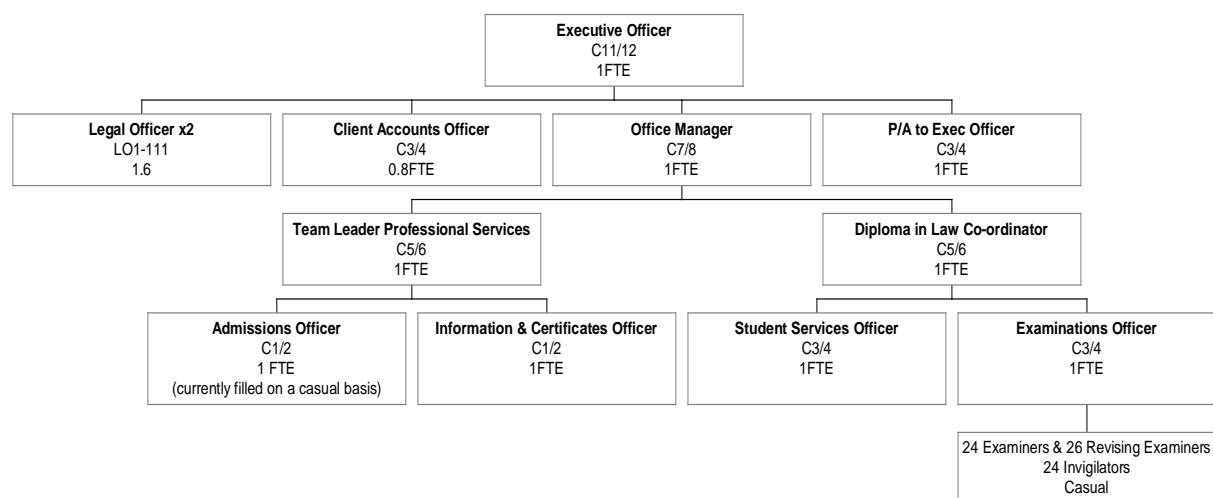 Executive Officer
C11/12
1FTE
Legal Officer x2
LO1-111
1.6
Client Accounts Officer
C3/4
0.8FTE
Office Manager
C7/8
1FTE
P/A to Exec Officer
C3/4
1FTE
Team Leader Professional Services
C5/6
1FTE
Diploma in Law Co-ordinator
C5/6
1FTE
Admissions Officer
C1/2
1 FTE
(currently filled on a casual basis)
Information & Certificates Officer
C1/2
1FTE
Student Services Officer
C3/4
1FTE
Examinations Officer
C3/4
1FTE
24 Examiners & 26 Revising Examiners
24 Invigilators
Casual